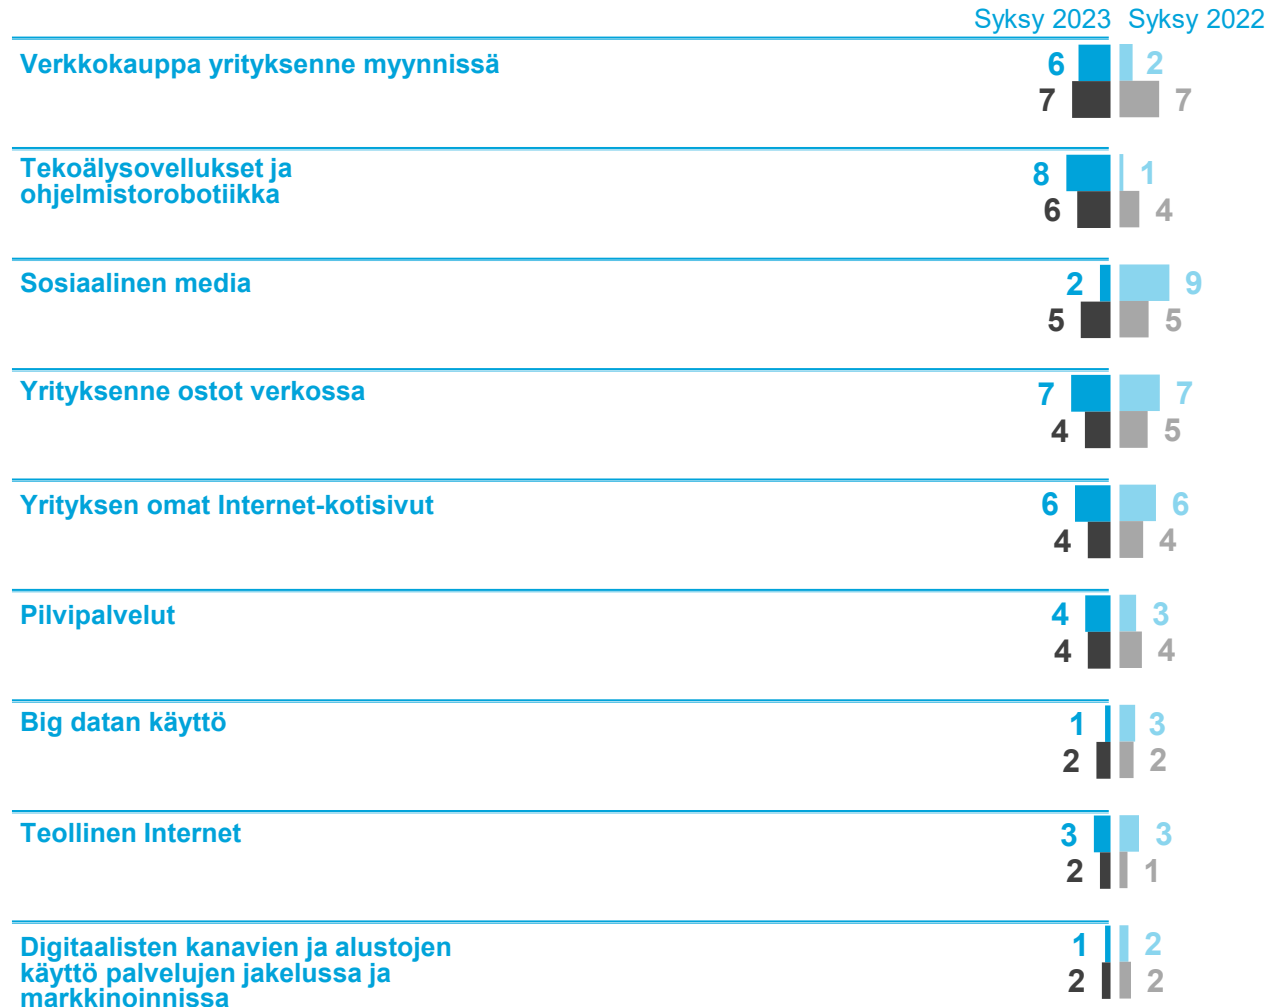 Syksy 2023 Syksy 2022
Verkkokauppa yrityksenne myynnissä
6 2
7 7
Tekoälysovellukset ja
ohjelmistorobotiikka
8 1
6 4
Sosiaalinen media
2 9
5 5
Yrityksenne ostot verkossa
7 7
4 5
Yrityksen omat Internet-kotisivut
6 6
4 4
Pilvipalvelut
4 3
4 4
Big datan käyttö
1 3
2 2
Teollinen Internet
3 3
2 1
Digitaalisten kanavien ja alustojen
käyttö palvelujen jakelussa ja
markkinoinnissa
1 2
2 2